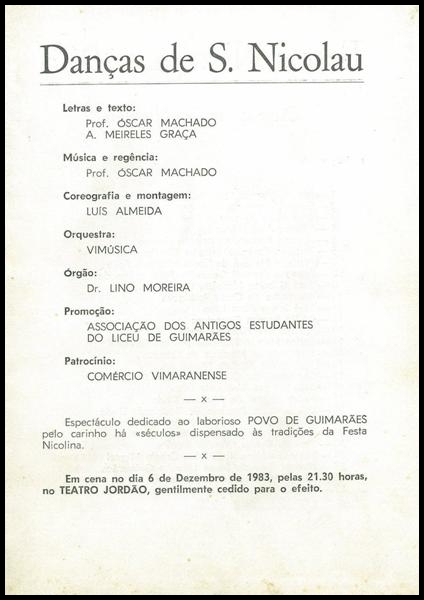 Danças de S. Nicolau
Letras e texto:
Prof. ÓSCAR MACHADO
A. MEIRELES GRAÇA
Música e regência:
Prof. ÓSCAR MACHADO
Coreografia e montagem:
LUÍS ALMEIDA
Orquestra:
VIMÚSICA
Órgão:
Dr. LINO MOREIRA
Promoção:
ASSOCIAÇÃO DOS ANTIGOS ESTUDANTES
DO LICEU DE GUIMARÃES
Patrocínio:
COMÉRCIO VIMARANENSE
— x —
Espectáculo dedicado ao laborioso POVO DE GUIMARÃES
pelo carinho há «séculos» dispensado às tradições da Festa
Nicolina.
— x —
Em cena no dia 6 de Dezembro de 1983, pelas 21.30 horas,
no TEATRO JORDÃO, gentilmente cedido para o efeito.